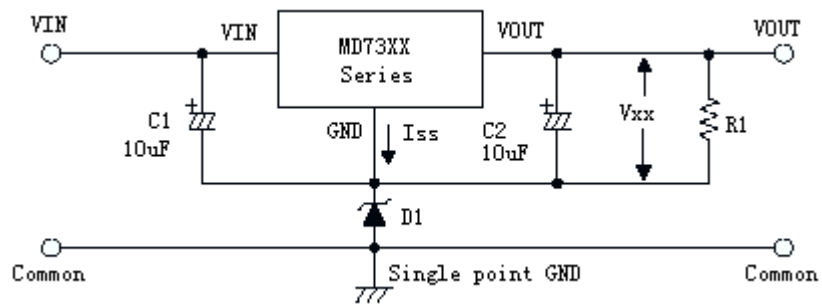 VIN
VIN
MD73XX
Series
VOUT
VOUT
C1
10uF
GND
Iss
C2
10uF
Vxx
R1
D1
Common
Single point GND
Common